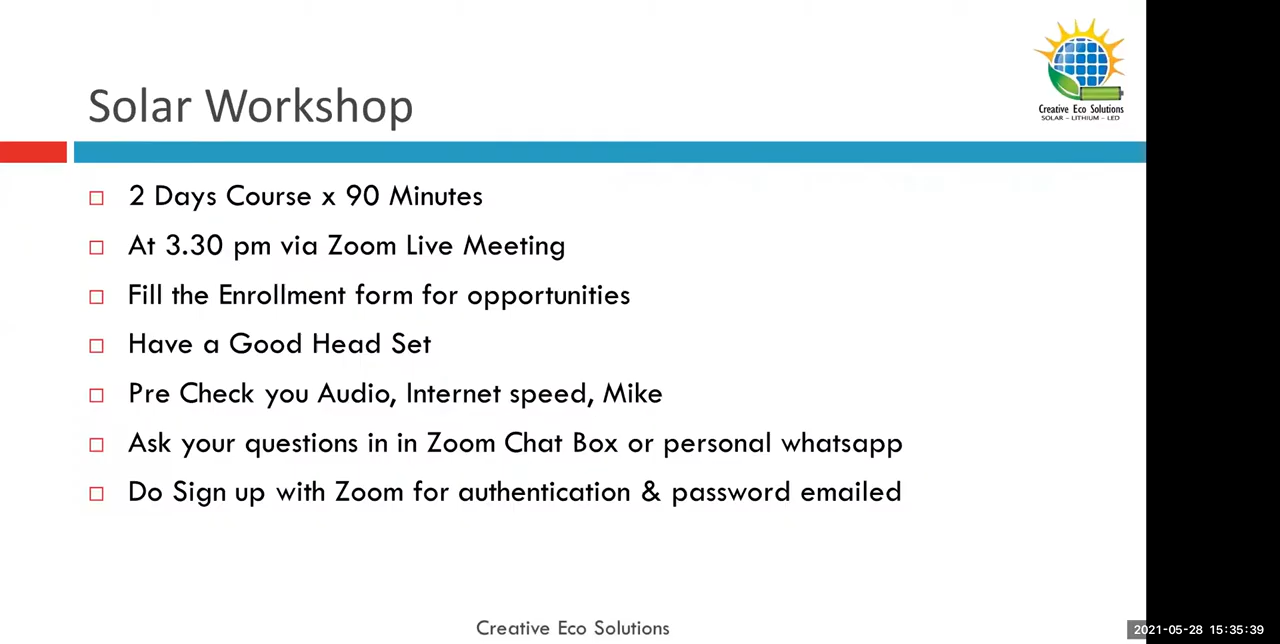 Creative Eco Solutions
SOLAR – LITHIUM – LED
Solar Workshop
2 Days Course x 90 Minutes
At 3.30 pm via Zoom Live Meeting
Fill the Enrollment form for opportunities
Have a Good Head Set
Pre Check you Audio, Internet speed, Mike
Ask your questions in in Zoom Chat Box or personal whatsapp
Do Sign up with Zoom for authentication & password emailed
Creative Eco Solutions
2021-05-28 15:35:39